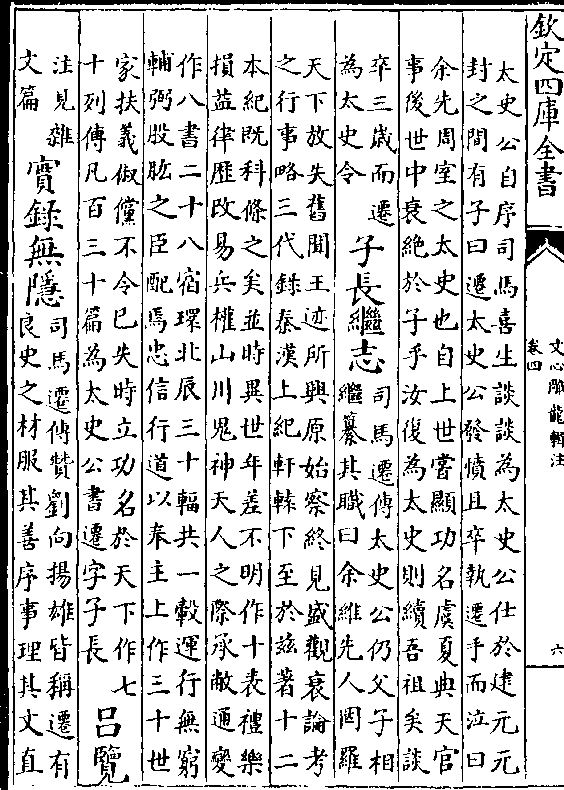 欽定四庫全書
文心雕龍輯注
卷四
六
太史公自序司馬喜生談談為太史公仕於建元元
封之間有子曰遷太史公發憤且卒執遷手而泣曰
余先周室之太史也自上世嘗顯功名虞夏典天官
事後世中衰絶於子乎汝復為太史則續吾祖矣談
卒三歲而遷
為太史令
子長繼志
司馬遷傳太史公仍父子相
繼纂其職曰余維先人罔羅
天下放失舊聞王迹所興原始察終見盛觀衰論考
之行事略三代錄秦漢上紀軒轅下至於兹著十二
本紀既科條之矣並時異世年差不明作十表禮樂
損益律歷改易兵權山川鬼神天人之際承敝通變
作八書二十八宿環北辰三十輻共一轂運行無窮
輔弼股肱之臣配焉忠信行道以奉主上作三十世
家扶義俶儻不令已失時立功名於天下作七
十列傳凡百三十篇為太史公書遷字子長
呂覽
注見雜
文篇
實錄無隱
司馬遷傳贊劉向揚雄皆稱遷有
良史之材服其善序事理其文直